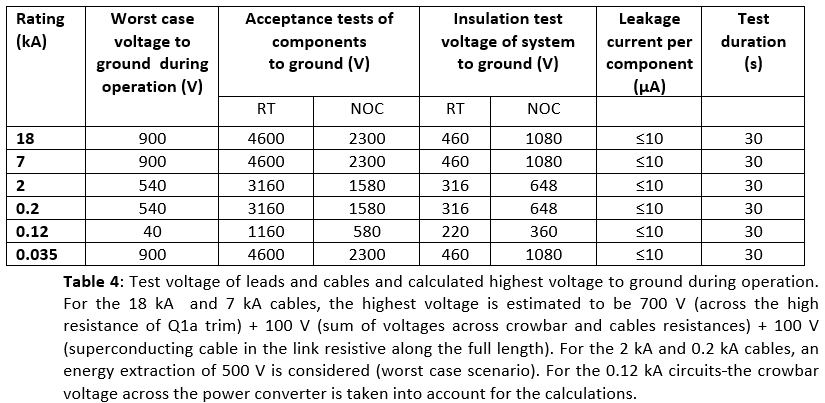 Rating (kA) | Worst case voltage to ground during operation (V) | Acceptance tests of components to ground (V) | Insulation test voltage of system to ground (V) | Leakage current per component (µA) | Test duration (s)
RT | NOC | RT | NOC
18 | 900 | 4600 | 2300 | 460 | 1080 | ≤10 | 30
7 | 900 | 4600 | 2300 | 460 | 1080 | ≤10 | 30
2 | 540 | 3160 | 1580 | 316 | 648 | ≤10 | 30
0.2 | 540 | 3160 | 1580 | 316 | 648 | ≤10 | 30
0.12 | 40 | 1160 | 580 | 220 | 360 | ≤10 | 30
0.035 | 900 | 4600 | 2300 | 460 | 1080 | ≤10 | 30
Table 4: Test voltage of leads and cables and calculated highest voltage to ground during operation.
For the 18 kA and 7 kA cables, the highest voltage is estimated to be 700 V (across the high
resistance of Q1a trim) + 100 V (sum of voltages across crowbar and cables resistances) + 100 V
(superconducting cable in the link resistive along the full length). For the 2 kA and 0.2 kA cables, an
energy extraction of 500 V is considered (worst case scenario). For the 0.12 kA circuits-the crowbar
voltage across the power converter is taken into account for the calculations.